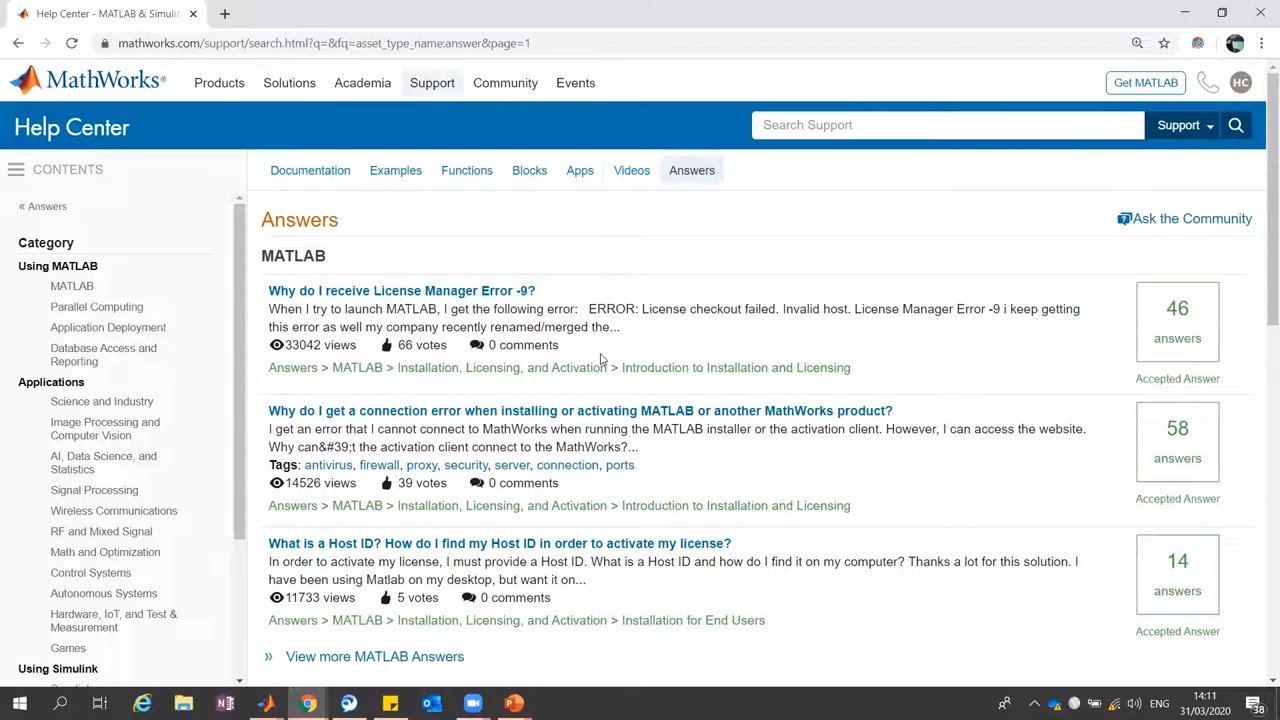 Help Center - MATLAB & Simulin
mathworks.com/support/search.html?q=&fq=asset_type_name:answer&page=1
MathWorks®
Products
Solutions
Academia
Support
Community
Events
Get MATLAB
HC
Help Center
Search Support
Support
CONTENTS
Documentation
Examples
Functions
Blocks
Apps
Videos
Answers
« Answers
Category
Using MATLAB
MATLAB
Parallel Computing
Application Deployment
Database Access and
Reporting
Applications
Science and Industry
Image Processing and
Computer Vision
AI, Data Science, and
Statistics
Signal Processing
Wireless Communications
RF and Mixed Signal
Math and Optimization
Control Systems
Autonomous Systems
Hardware, IoT, and Test &
Measurement
Games
Using Simulink
Answers
Ask the Community
MATLAB
Why do I receive License Manager Error -9?
When I try to launch MATLAB, I get the following error: ERROR: License checkout failed. Invalid host. License Manager Error -9 i keep getting
this error as well my company recently renamed/merged the...
33042 views 66 votes 0 comments
Answers > MATLAB > Installation, Licensing, and Activation > Introduction to Installation and Licensing
46
answers
Accepted Answer
Why do I get a connection error when installing or activating MATLAB or another MathWorks product?
I get an error that I cannot connect to MathWorks when running the MATLAB installer or the activation client. However, I can access the website.
Why can&#39;t the activation client connect to the MathWorks?...
Tags: antivirus, firewall, proxy, security, server, connection, ports
14526 views 39 votes 0 comments
Answers > MATLAB > Installation, Licensing, and Activation > Introduction to Installation and Licensing
58
answers
Accepted Answer
What is a Host ID? How do I find my Host ID in order to activate my license?
In order to activate my license, I must provide a Host ID. What is a Host ID and how do I find it on my computer? Thanks a lot for this solution. I
have been using Matlab on my desktop, but want it on...
11733 views 5 votes 0 comments
Answers > MATLAB > Installation, Licensing, and Activation > Installation for End Users
14
answers
Accepted Answer
» View more MATLAB Answers
ENG
14:11
31/03/2020
38